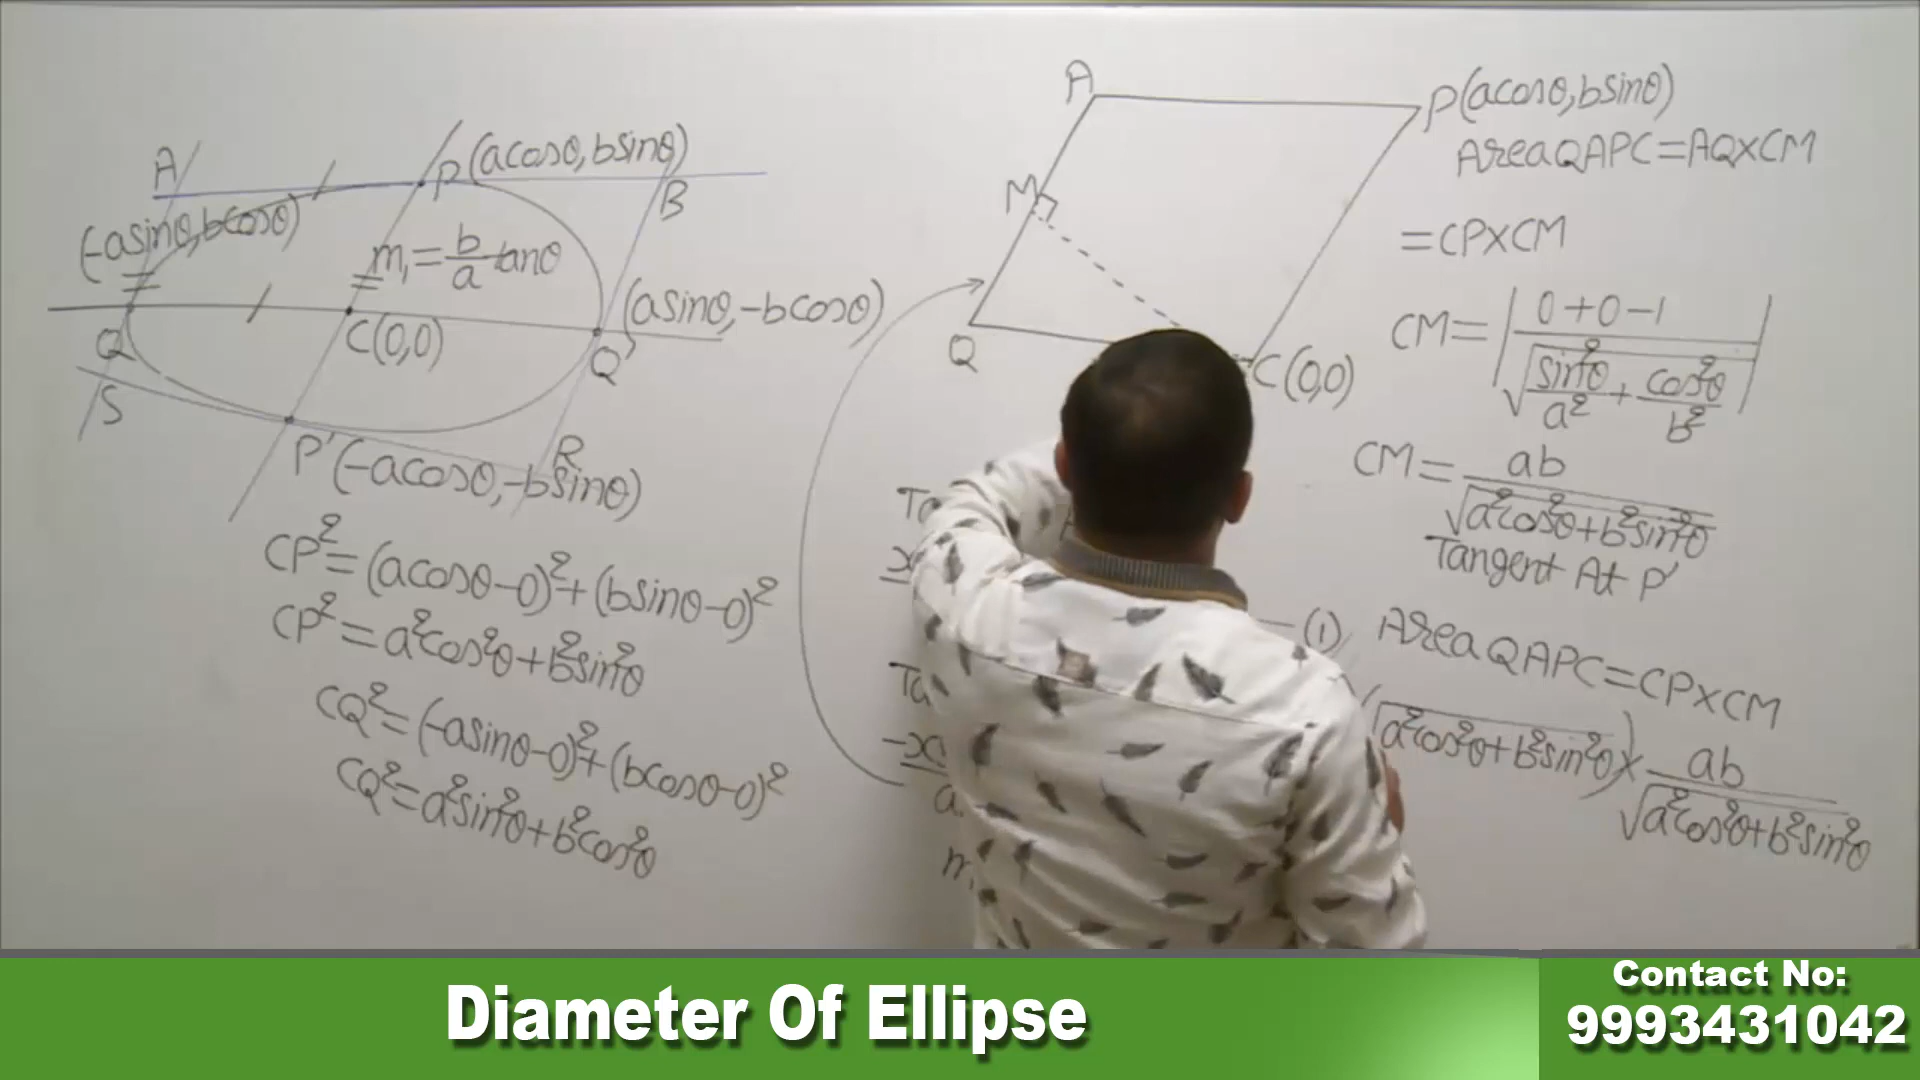 A
P(acosθ, bsinθ)
B
(-asinθ, bcosθ)
m₁ = b/a tanθ
(asinθ, -bcosθ)
Q
C(0,0)
Q'
S
R
P'(-acosθ, -bsinθ)
CP² = (acosθ-0)² + (bsinθ-0)²
CP² = a²cos²θ + b²sin²θ
CQ² = (-asinθ-0)² + (bcosθ-0)²
CQ² = a²sin²θ + b²cos²θ
A
P(acosθ, bsinθ)
M
Q
C(0,0)
Area QAPC = AQ×CM
= CP×CM
CM = |(0+0-1)/√(sin²θ/a² + cos²θ/b²)|
CM = ab/√(a²cos²θ + b²sin²θ)
Tangent At P'
(1)
Area QAPC = CP×CM
(√(a²cos²θ + b²sin²θ)) × ab/√(a²cos²θ + b²sin²θ)
Diameter Of Ellipse
Contact No:
9993431042